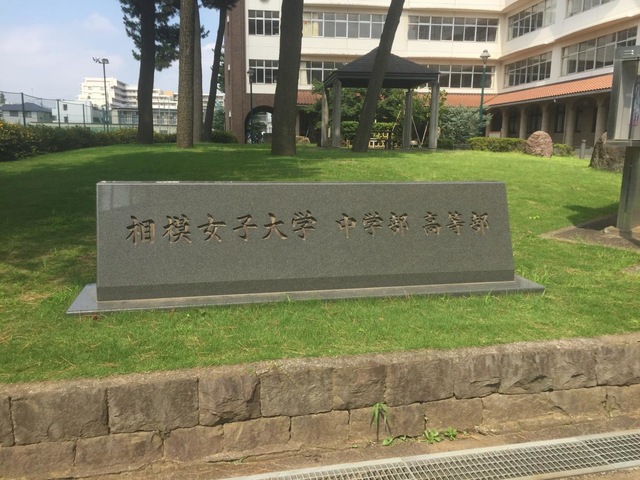 相模女子大学 中学部 高等部